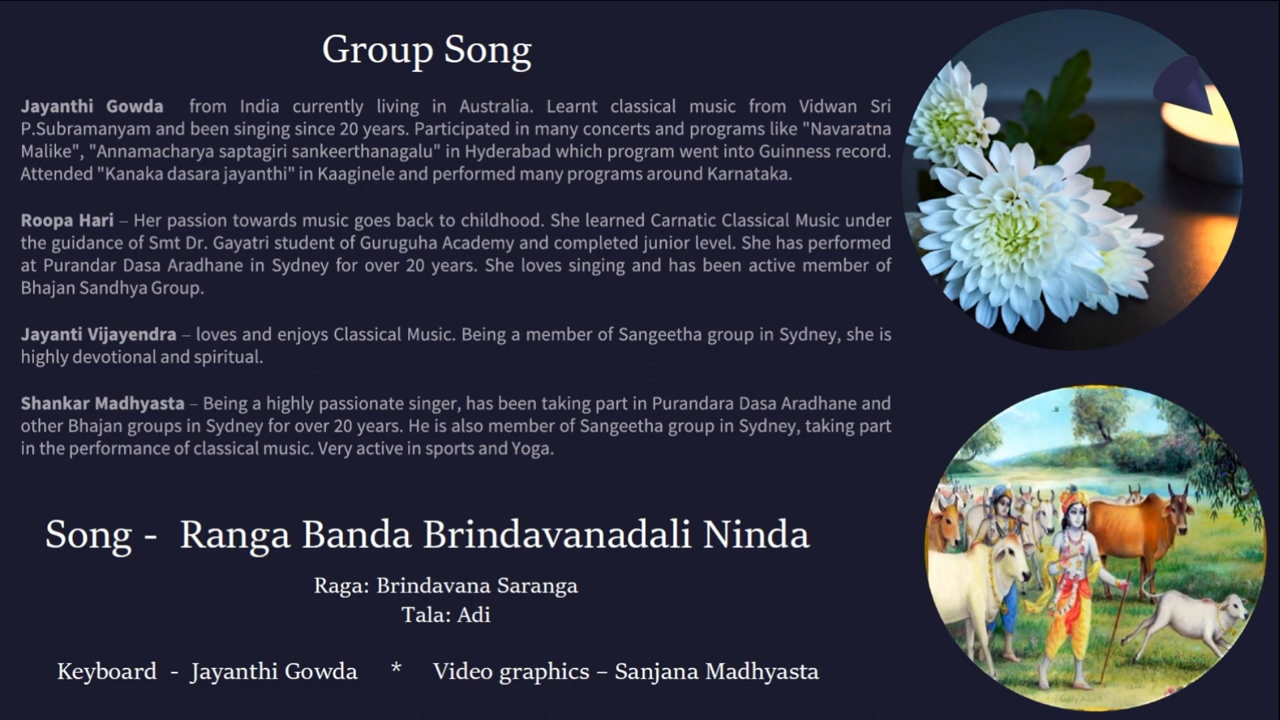 Group Song
Jayanthi Gowda from India currently living in Australia. Learnt classical music from Vidwan Sri
P.Subramanyam and been singing since 20 years. Participated in many concerts and programs like "Navaratna
Malike", "Annamacharya saptagiri sankeerthanagalu" in Hyderabad which program went into Guinness record.
Attended "Kanaka dasara jayanthi" in Kaaginele and performed many programs around Karnataka.
Roopa Hari – Her passion towards music goes back to childhood. She learned Carnatic Classical Music under
the guidance of Smt Dr. Gayatri student of Guruguha Academy and completed junior level. She has performed
at Purandar Dasa Aradhane in Sydney for over 20 years. She loves singing and has been active member of
Bhajan Sandhya Group.
Jayanti Vijayendra – loves and enjoys Classical Music. Being a member of Sangeetha group in Sydney, she is
highly devotional and spiritual.
Shankar Madhyasta – Being a highly passionate singer, has been taking part in Purandara Dasa Aradhane and
other Bhajan groups in Sydney for over 20 years. He is also member of Sangeetha group in Sydney, taking part
in the performance of classical music. Very active in sports and Yoga.
Song - Ranga Banda Brindavanadali Ninda
Raga: Brindavana Saranga
Tala: Adi
Keyboard - Jayanthi Gowda * Video graphics – Sanjana Madhyasta